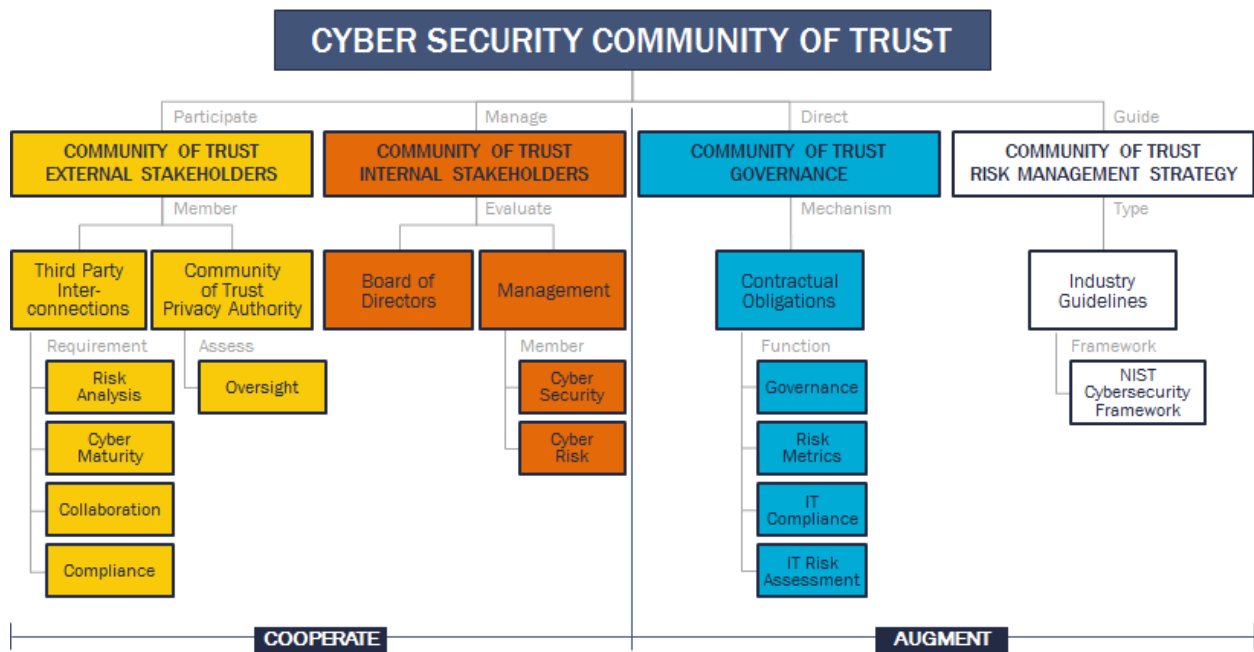 CYBER SECURITY COMMUNITY OF TRUST
Participate
Manage
Direct
Guide
COMMUNITY OF TRUST
EXTERNAL STAKEHOLDERS
COMMUNITY OF TRUST
INTERNAL STAKEHOLDERS
COMMUNITY OF TRUST
GOVERNANCE
COMMUNITY OF TRUST
RISK MANAGEMENT STRATEGY
Member
Evaluate
Mechanism
Type
Third Party
Inter-
connections
Community
of Trust
Privacy Authority
Board of
Directors
Management
Contractual
Obligations
Industry
Guidelines
Requirement
Assess
Member
Function
Framework
Risk
Analysis
Oversight
Cyber
Security
Governance
NIST
Cybersecurity
Framework
Cyber
Maturity
Cyber
Risk
Risk
Metrics
Collaboration
IT
Compliance
Compliance
IT Risk
Assessment
COOPERATE
AUGMENT